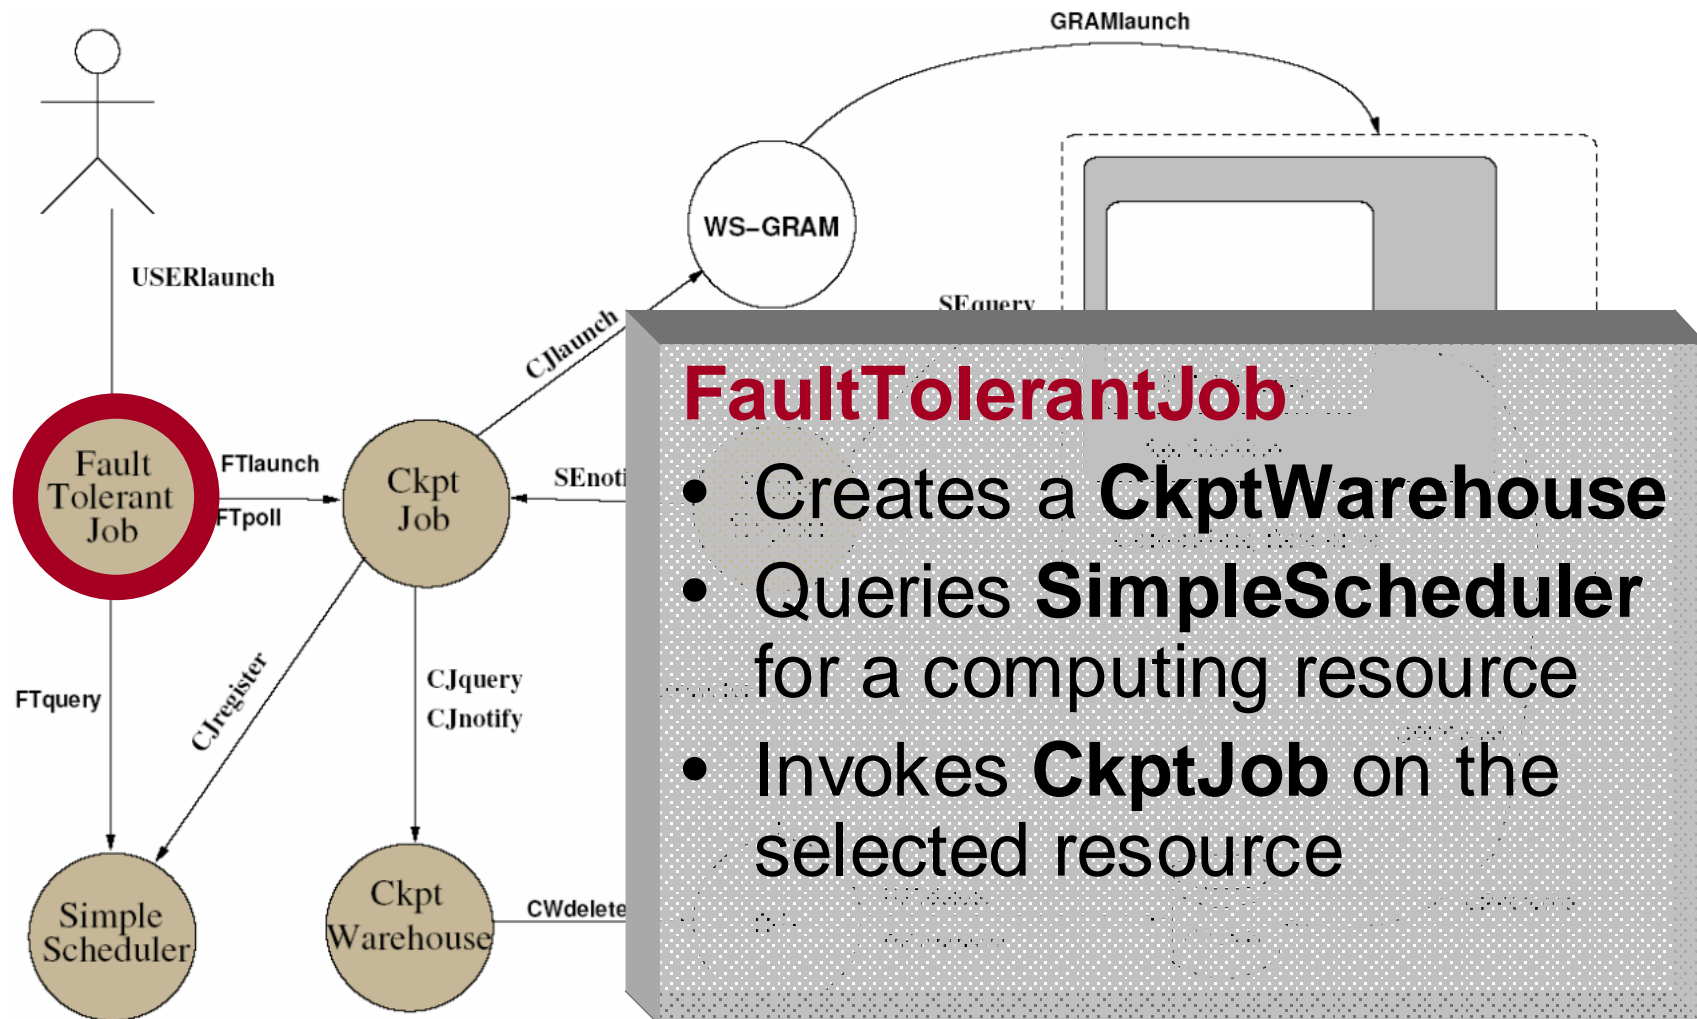 GRAMlaunch
WS–GRAM
USERlaunch
SEquery
CJlaunch
FaultTolerantJob
Fault
Tolerant
Job
FTlaunch
FTpoll
Ckpt
Job
• Creates a CkptWarehouse
• Queries SimpleScheduler
for a computing resource
• Invokes CkptJob on the
selected resource
FTquery
CJregister
CJquery
CJnotify
Simple
Scheduler
Ckpt
Warehouse
CWdelete